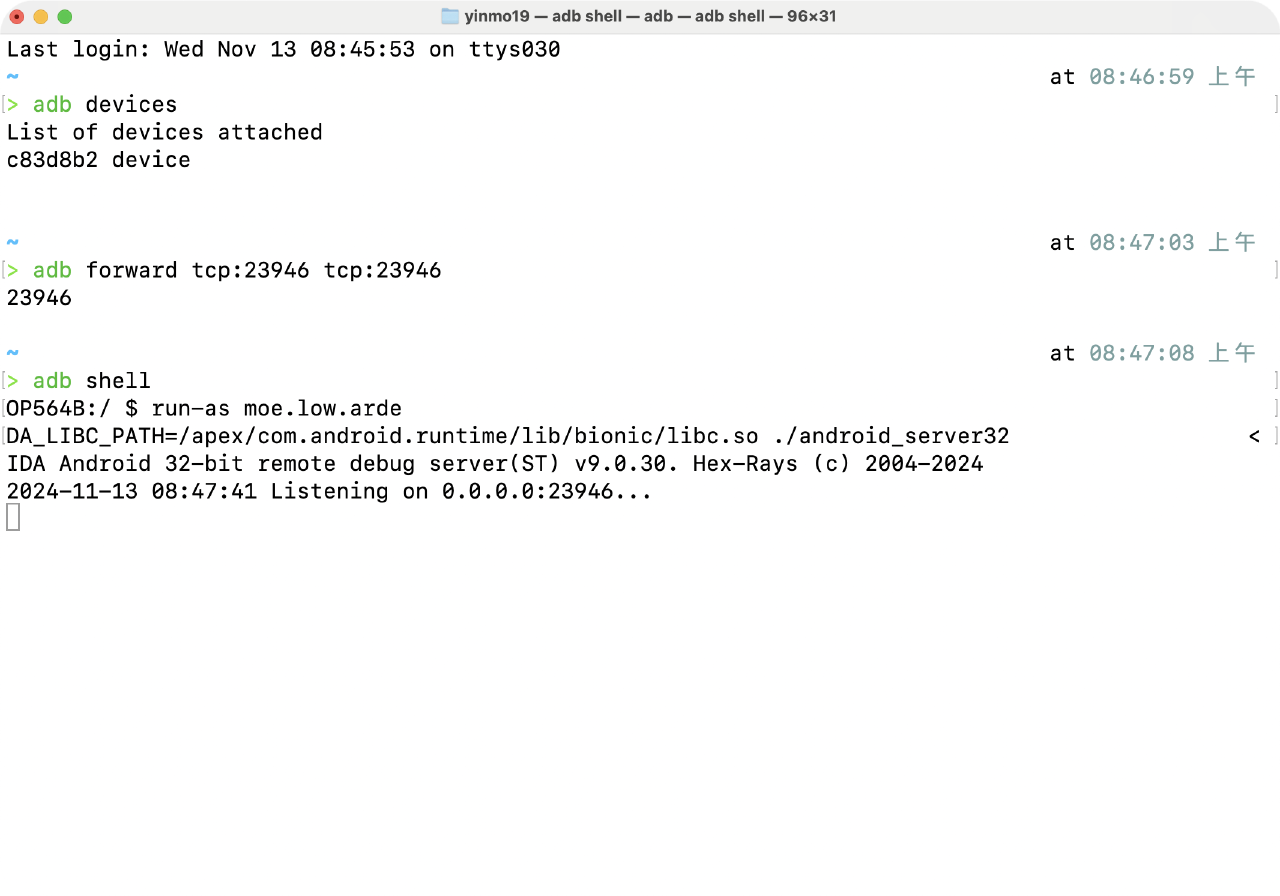 yinmo19 — adb shell — adb — adb shell — 96×31
Last login: Wed Nov 13 08:45:53 on ttys030
~ at 08:46:59 上午
[> adb devices ]
List of devices attached
c83d8b2 device
~ at 08:47:03 上午
[> adb forward tcp:23946 tcp:23946 ]
23946
~ at 08:47:08 上午
[> adb shell ]
[OP564B:/ $ run-as moe.low.arde ]
[DA_LIBC_PATH=/apex/com.android.runtime/lib/bionic/libc.so ./android_server32 < ]
IDA Android 32-bit remote debug server(ST) v9.0.30. Hex-Rays (c) 2004-2024
2024-11-13 08:47:41 Listening on 0.0.0.0:23946...